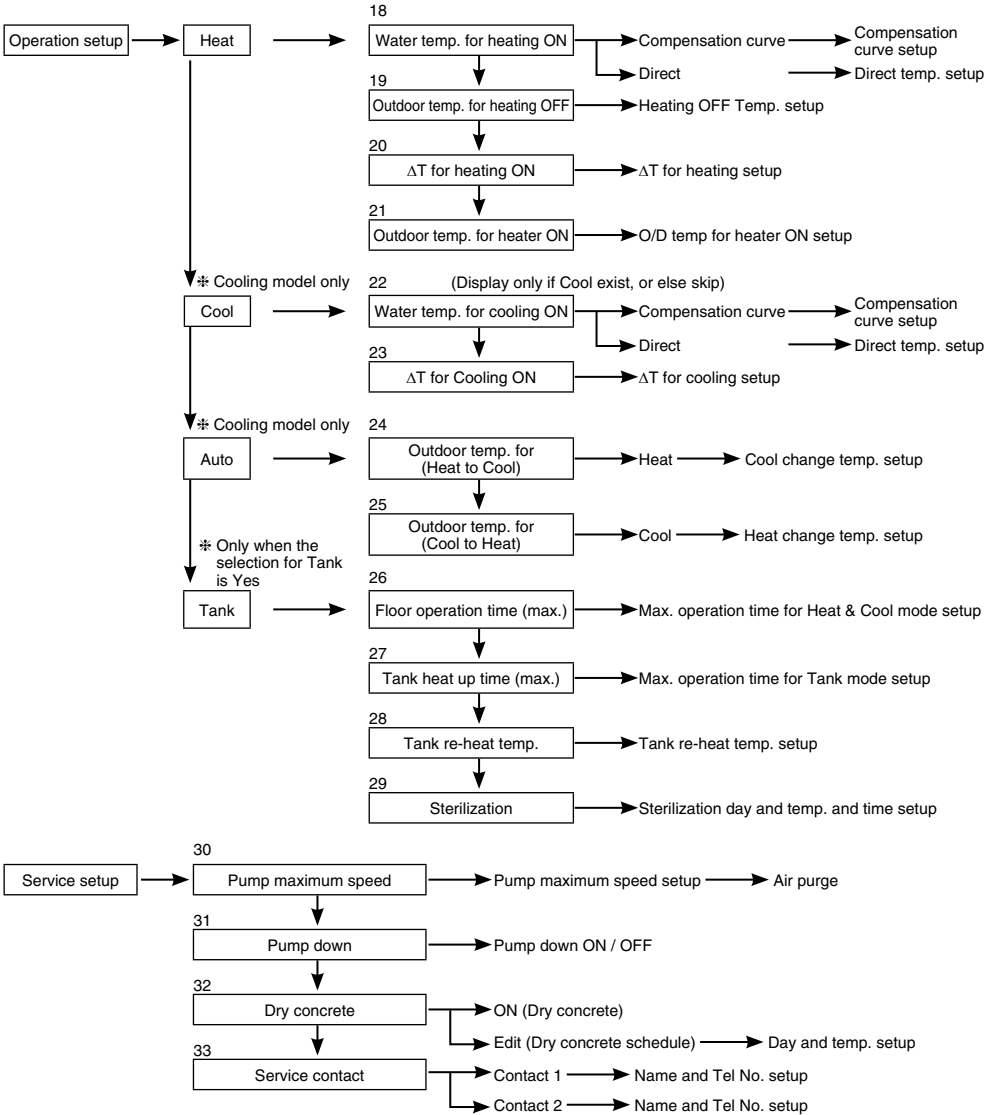 18
Operation setup
Heat
Water temp. for heating ON
Compensation curve
Compensation
curve setup
Direct
Direct temp. setup
19
Outdoor temp. for heating OFF
Heating OFF Temp. setup
20
ΔT for heating ON
ΔT for heating setup
21
Outdoor temp. for heater ON
O/D temp for heater ON setup
⁜ Cooling model only
22
(Display only if Cool exist, or else skip)
Cool
Water temp. for cooling ON
Compensation curve
Compensation
curve setup
Direct
Direct temp. setup
23
ΔT for Cooling ON
ΔT for cooling setup
⁜ Cooling model only
24
Auto
Outdoor temp. for
(Heat to Cool)
Heat
Cool change temp. setup
25
Outdoor temp. for
(Cool to Heat)
Cool
Heat change temp. setup
⁜ Only when the
selection for Tank
is Yes
26
Tank
Floor operation time (max.)
Max. operation time for Heat & Cool mode setup
27
Tank heat up time (max.)
Max. operation time for Tank mode setup
28
Tank re-heat temp.
Tank re-heat temp. setup
29
Sterilization
Sterilization day and temp. and time setup
30
Service setup
Pump maximum speed
Pump maximum speed setup
Air purge
31
Pump down
Pump down ON / OFF
32
Dry concrete
ON (Dry concrete)
Edit (Dry concrete schedule)
Day and temp. setup
33
Service contact
Contact 1
Name and Tel No. setup
Contact 2
Name and Tel No. setup